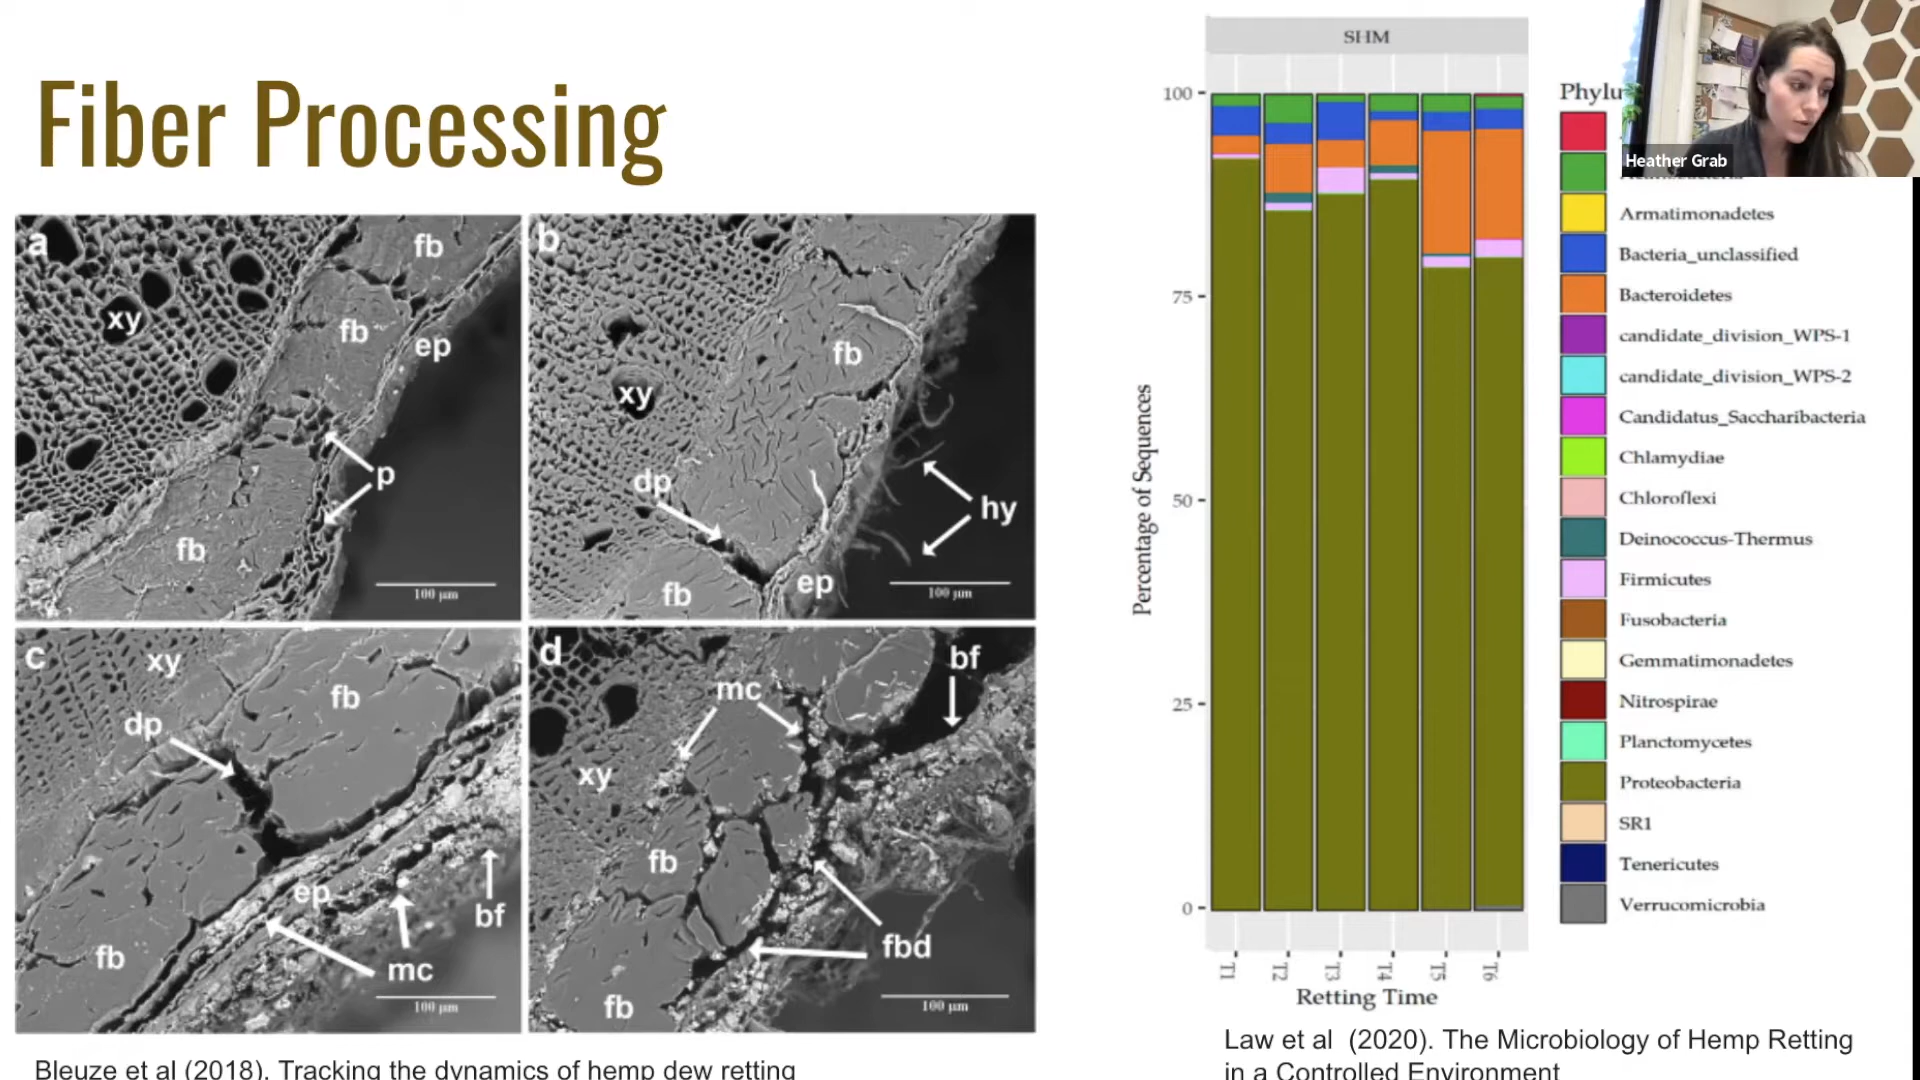 Fiber Processing
a
fb
xy
fb
ep
p
fb
100 µm
b
fb
xy
dp
hy
ep
fb
100 µm
c
xy
fb
dp
ep
bf
fb
mc
100 µm
d
bf
mc
xy
fb
fbd
fb
100 µm
Bleuze et al (2018). Tracking the dynamics of hemp dew retting
SHM
100
75
50
25
0
Percentage of Sequences
T1
T2
T3
T4
T5
T6
Retting Time
Phylu
Armatimonadetes
Bacteria_unclassified
Bacteroidetes
candidate_division_WPS-1
candidate_division_WPS-2
Candidatus_Saccharibacteria
Chlamydiae
Chloroflexi
Deinococcus-Thermus
Firmicutes
Fusobacteria
Gemmatimonadetes
Nitrospirae
Planctomycetes
Proteobacteria
SR1
Tenericutes
Verrucomicrobia
Law et al (2020). The Microbiology of Hemp Retting
in a Controlled Environment
Heather Grab